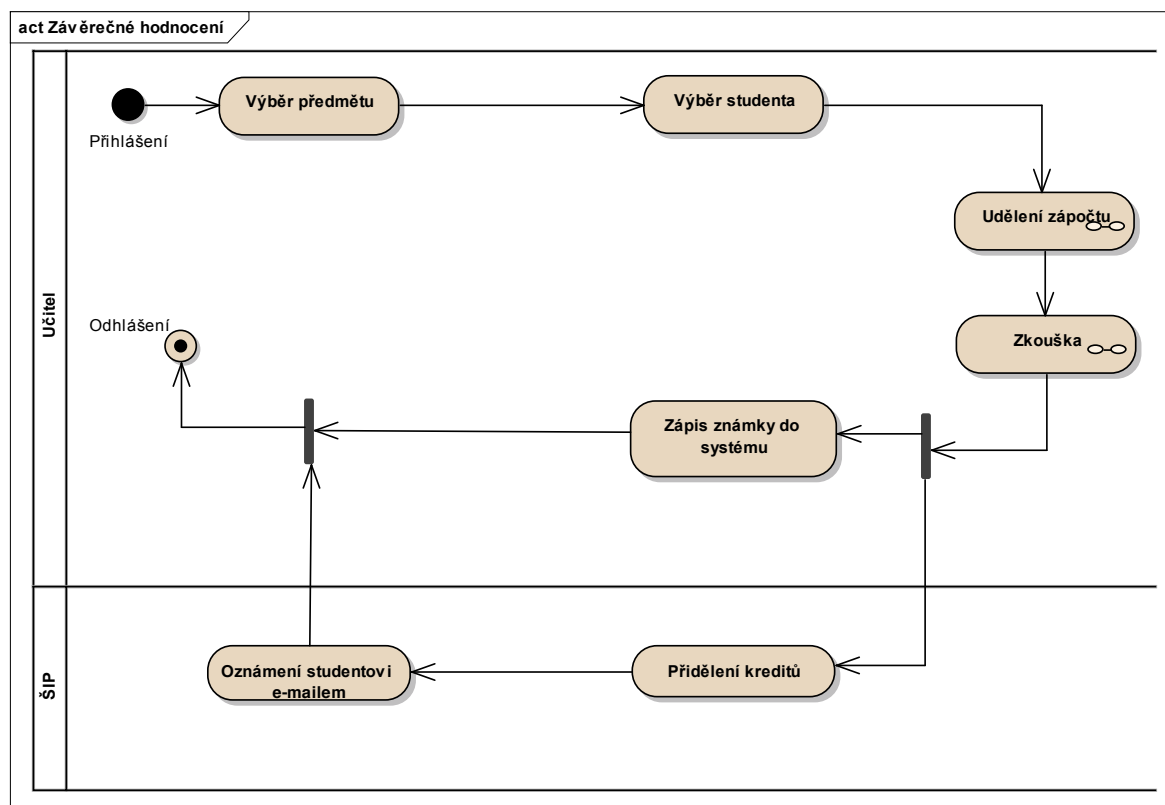 act Závěrečné hodnocení
Učitel
Přihlášení
Výběr předmětu
Výběr studenta
Udělení zápočtu
Zkouška
Odhlášení
Zápis známky do
systému
ŠIP
Oznámení studentovi
e-mailem
Přidělení kreditů